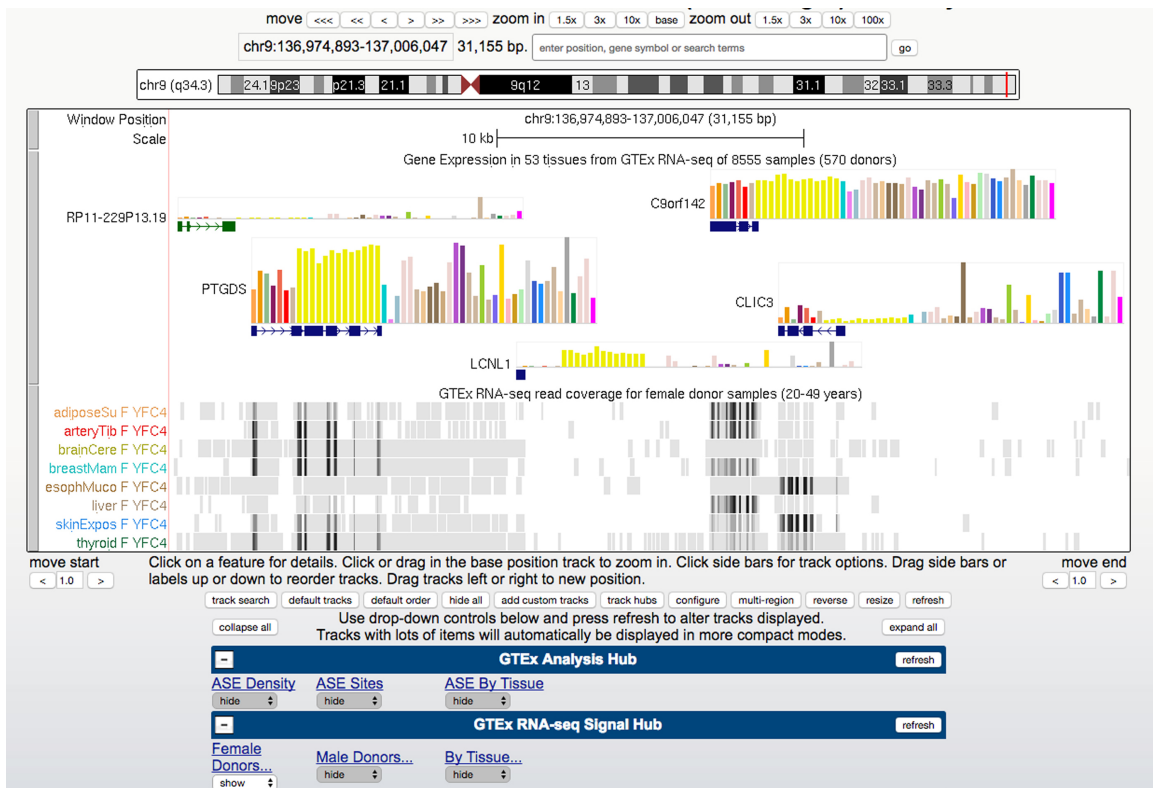 move <<< << < > >> >>> zoom in 1.5x 3x 10x base zoom out 1.5x 3x 10x 100x
chr9:136,974,893-137,006,047 31,155 bp. enter position, gene symbol or search terms go
chr9 (q34.3) 24.1 9p23 p21.3 21.1 9q12 13 31.1 32 33.1 33.3
Window Position chr9:136,974,893-137,006,047 (31,155 bp)
Scale 10 kb
Gene Expression in 53 tissues from GTEx RNA-seq of 8555 samples (570 donors)
C9orf142
RP11-229P13.19
PTGDS
CLIC3
LCNL1
GTEx RNA-seq read coverage for female donor samples (20-49 years)
adiposeSu F YFC4
arteryTib F YFC4
brainCere F YFC4
breastMam F YFC4
esophMuco F YFC4
liver F YFC4
skinExpos F YFC4
thyroid F YFC4
move start Click on a feature for details. Click or drag in the base position track to zoom in. Click side bars for track options. Drag side bars or move end
< 1.0 > labels up or down to reorder tracks. Drag tracks left or right to new position. < 1.0 >
track search default tracks default order hide all add custom tracks track hubs configure multi-region reverse resize refresh
collapse all Use drop-down controls below and press refresh to alter tracks displayed. expand all
Tracks with lots of items will automatically be displayed in more compact modes.
- GTEx Analysis Hub refresh
ASE Density ASE Sites ASE By Tissue
hide hide hide
- GTEx RNA-seq Signal Hub refresh
Female
Donors... Male Donors... By Tissue...
show hide hide